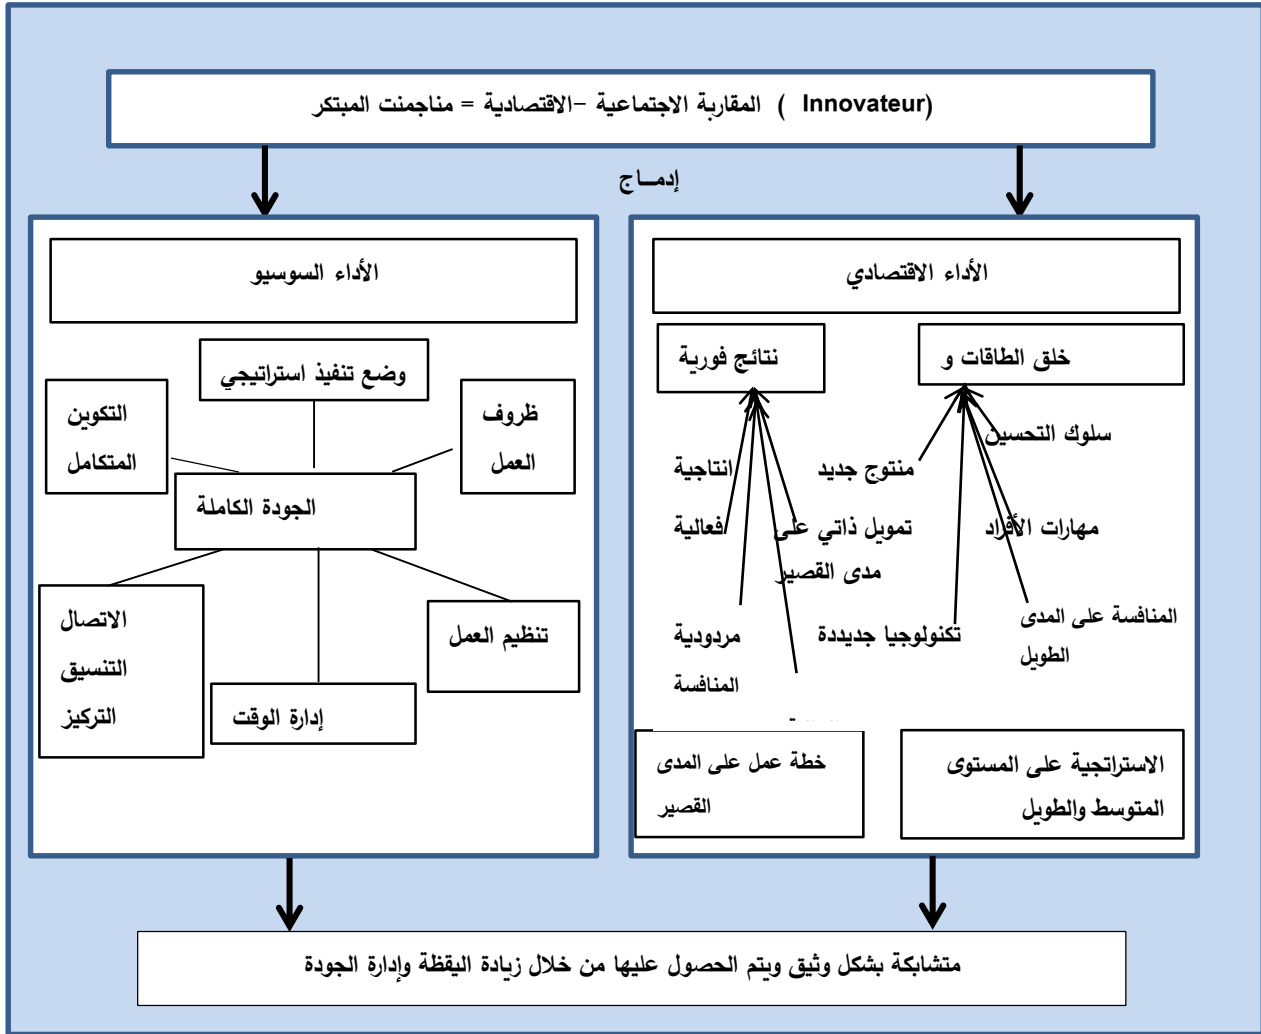 المقاربة الاجتماعية -الاقتصادية = مناجمنت المبتكر ( Innovateur)
إدمــاج
الأداء الاقتصادي
خلق الطاقات و
نتائج فورية
سلوك التحسين
منتوج جديد
انتاجية
مهارات الأفراد
تمويل ذاتي على
مدى القصير
فعالية
المنافسة على المدى
الطويل
تكنولوجيا جديددة
مردودية
المنافسة
الاستراتجية على المستوى
المتوسط والطويل
خطة عمل على المدى
القصير
الأداء السوسيو
وضع تنفيذ استراتيجي
ظروف
العمل
التكوين
المتكامل
الجودة الكاملة
تنظيم العمل
إدارة الوقت
الاتصال
التنسيق
التركيز
متشابكة بشكل وثيق ويتم الحصول عليها من خلال زيادة اليقظة وإدارة الجودة